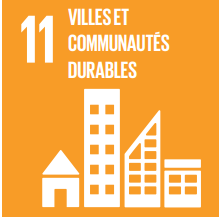 11 VILLES ET
COMMUNAUTÉS
DURABLES